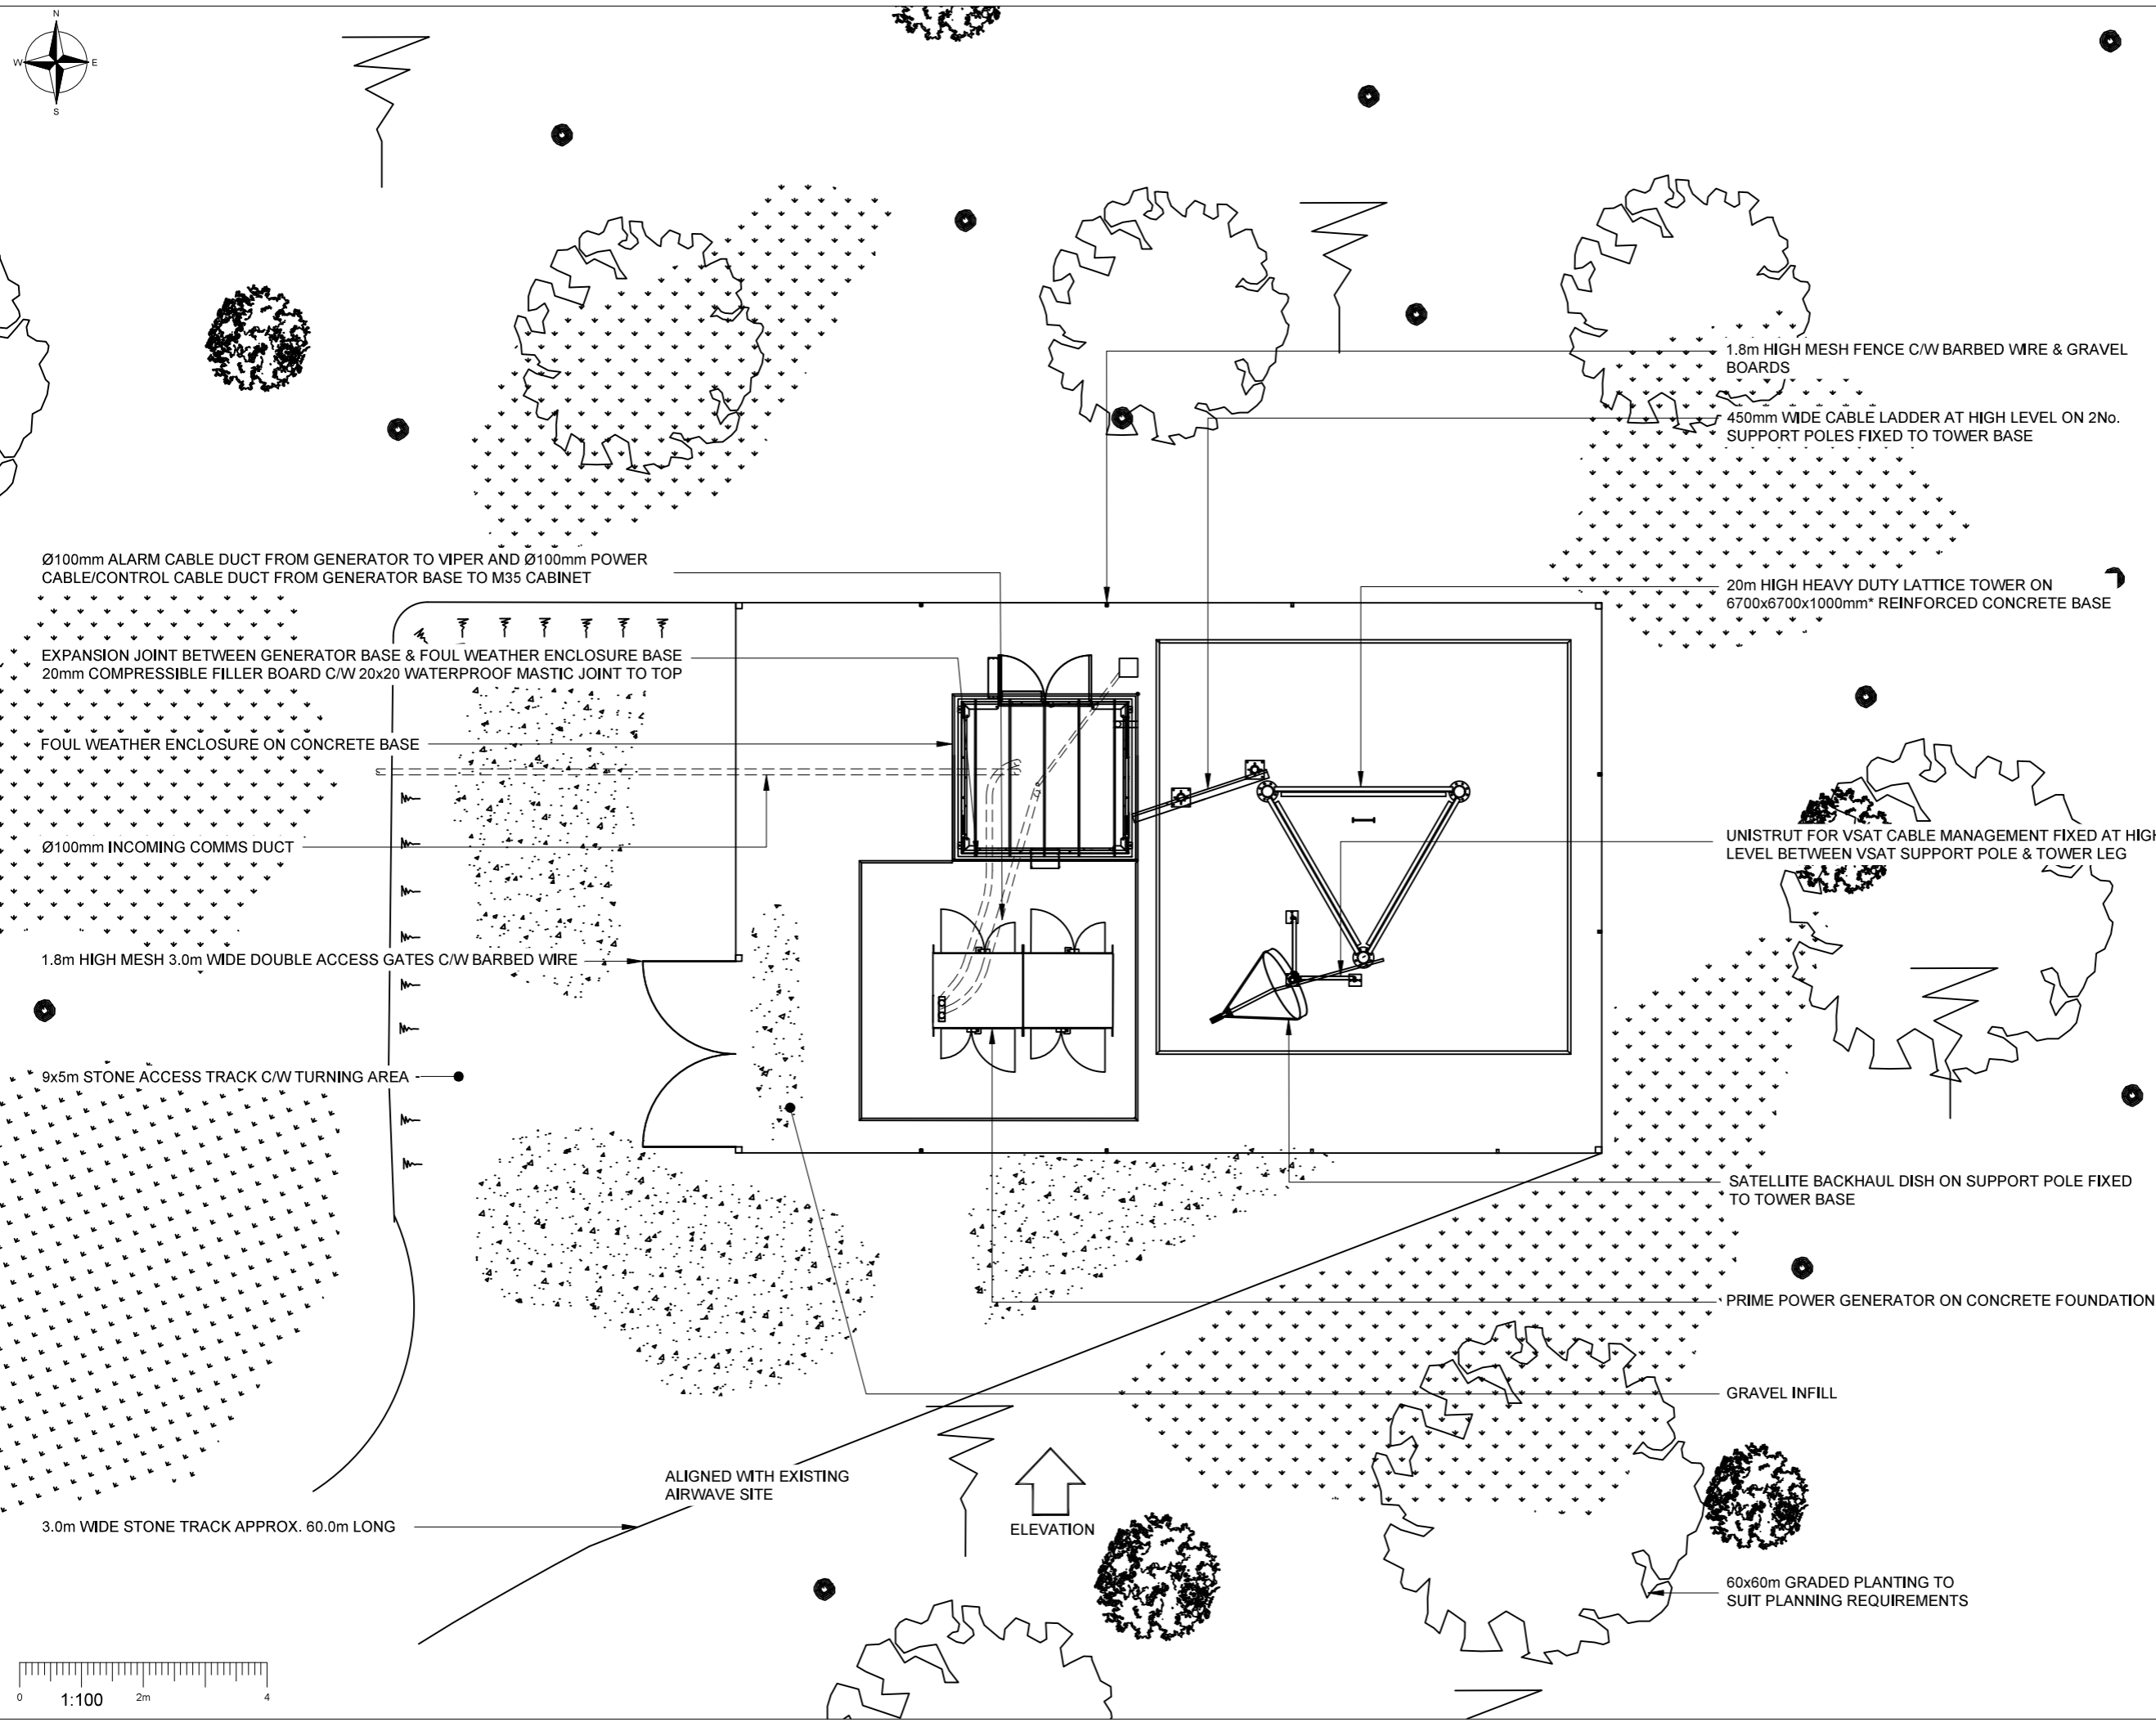 N
W
E
S
1.8m HIGH MESH FENCE C/W BARBED WIRE & GRAVEL
BOARDS
450mm WIDE CABLE LADDER AT HIGH LEVEL ON 2No.
SUPPORT POLES FIXED TO TOWER BASE
Ø100mm ALARM CABLE DUCT FROM GENERATOR TO VIPER AND Ø100mm POWER
CABLE/CONTROL CABLE DUCT FROM GENERATOR BASE TO M35 CABINET
20m HIGH HEAVY DUTY LATTICE TOWER ON
6700x6700x1000mm* REINFORCED CONCRETE BASE
EXPANSION JOINT BETWEEN GENERATOR BASE & FOUL WEATHER ENCLOSURE BASE
20mm COMPRESSIBLE FILLER BOARD C/W 20x20 WATERPROOF MASTIC JOINT TO TOP
FOUL WEATHER ENCLOSURE ON CONCRETE BASE
Ø100mm INCOMING COMMS DUCT
UNISTRUT FOR VSAT CABLE MANAGEMENT FIXED AT HIGH
LEVEL BETWEEN VSAT SUPPORT POLE & TOWER LEG
1.8m HIGH MESH 3.0m WIDE DOUBLE ACCESS GATES C/W BARBED WIRE
9x5m STONE ACCESS TRACK C/W TURNING AREA
SATELLITE BACKHAUL DISH ON SUPPORT POLE FIXED
TO TOWER BASE
PRIME POWER GENERATOR ON CONCRETE FOUNDATION
GRAVEL INFILL
ALIGNED WITH EXISTING
AIRWAVE SITE
3.0m WIDE STONE TRACK APPROX. 60.0m LONG
ELEVATION
60x60m GRADED PLANTING TO
SUIT PLANNING REQUIREMENTS
0
1:100
2m
4